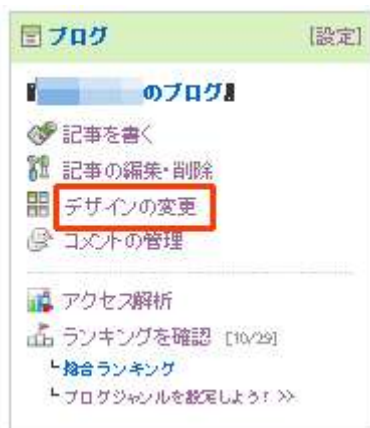 ブログ [設定]
のブログ
記事を書く
記事の編集・削除
デザインの変更
コメントの管理
アクセス解析
ランキングを確認 [10/29]
┗総合ランキング
┗ブログジャンルを設定しよう! >>